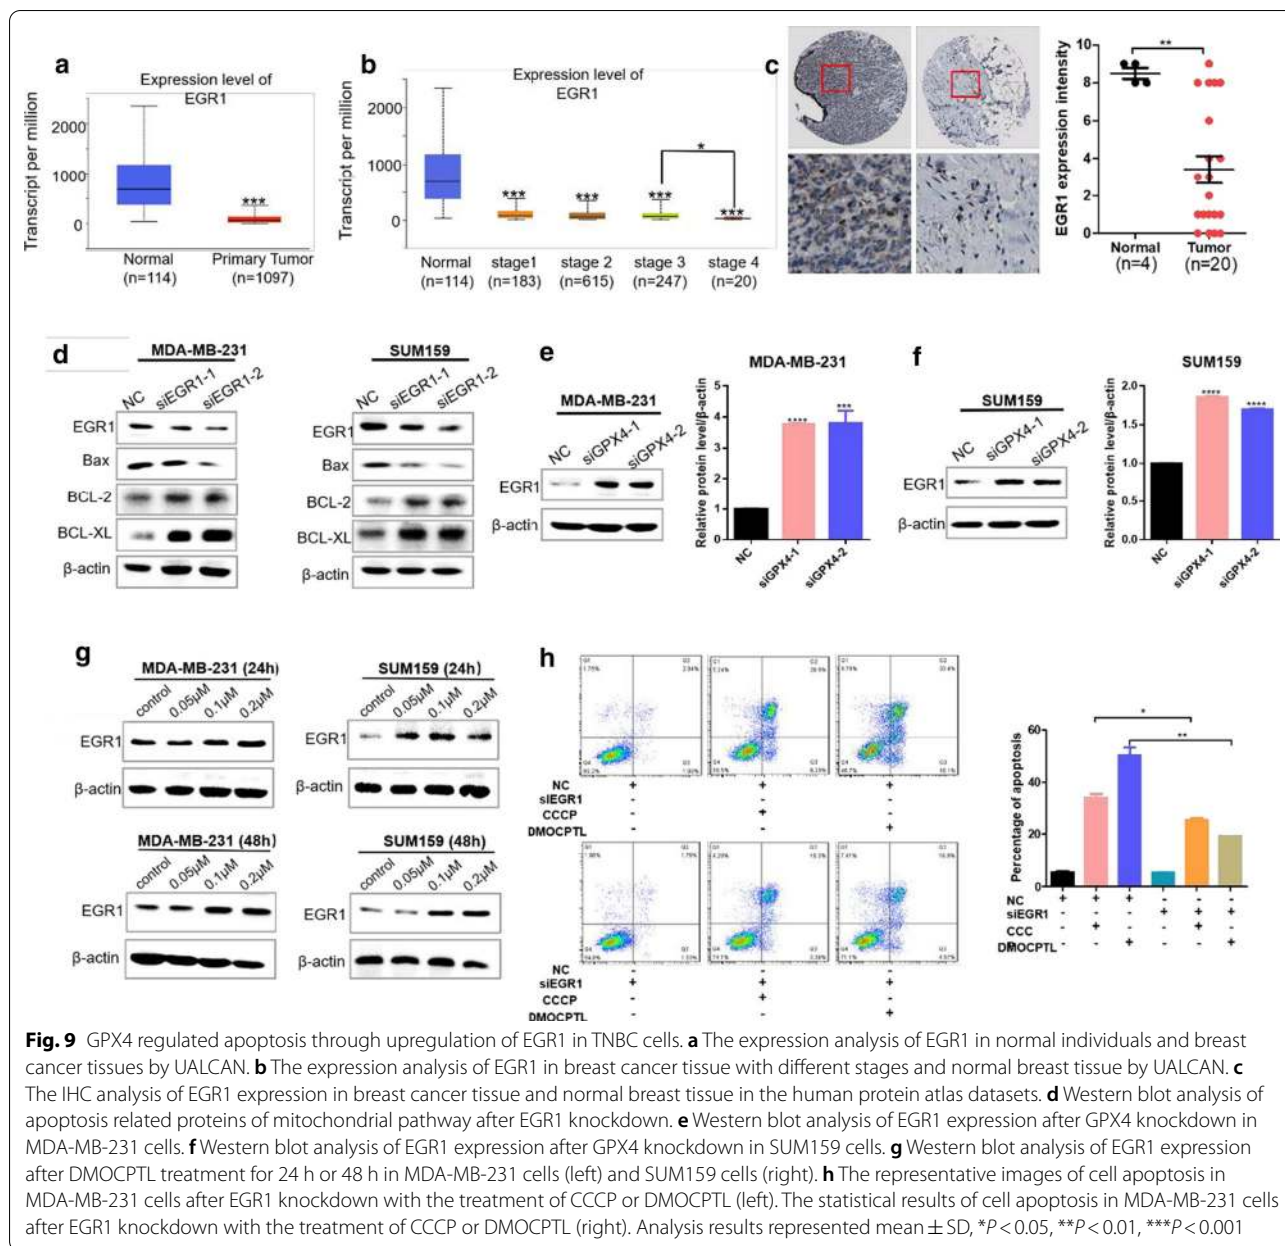 a
Expression level of
EGR1
Transcript per million
2000
1000
0
Normal
(n=114)
Primary Tumor
(n=1097)
***
b
Expression level of
EGR1
Transcript per million
2000
1000
0
*
***
***
***
***
Normal
(n=114)
stage1
(n=183)
stage 2
(n=615)
stage 3
(n=247)
stage 4
(n=20)
c
EGR1 expression intensity
10
8
6
4
2
0
**
Normal
(n=4)
Tumor
(n=20)
d
MDA-MB-231
NC siEGR1-1 siEGR1-2
EGR1
Bax
BCL-2
BCL-XL
β-actin
SUM159
NC siEGR1-1 siEGR1-2
EGR1
Bax
BCL-2
BCL-XL
β-actin
e
MDA-MB-231
NC siGPX4-1 siGPX4-2
EGR1
β-actin
MDA-MB-231
Relative protein level/β-actin
5
4
3
2
1
0
****
***
NC siGPX4-1 siGPX4-2
f
SUM159
NC siGPX4-1 siGPX4-2
EGR1
β-actin
SUM159
Relative protein level/β-actin
2.0
1.5
1.0
0.5
0.0
****
****
NC siGPX4-1 siGPX4-2
g
MDA-MB-231 (24h)
control 0.05μM 0.1μM 0.2μM
EGR1
β-actin
SUM159 (24h)
control 0.05μM 0.1μM 0.2μM
EGR1
β-actin
MDA-MB-231 (48h)
control 0.05μM 0.1μM 0.2μM
EGR1
β-actin
SUM159 (48h)
control 0.05μM 0.1μM 0.2μM
EGR1
β-actin
h
NC + + +
siEGR1 - - -
CCCP - + -
DMOCPTL - - +
NC - - -
siEGR1 + + +
CCCP - + -
DMOCPTL - - +
Percentage of apoptosis
60
40
20
0
*
**
NC + + + - - -
siEGR1 - - - + + +
CCC - + - - + -
DMOCPTL - - + - - +
Fig. 9 GPX4 regulated apoptosis through upregulation of EGR1 in TNBC cells. a The expression analysis of EGR1 in normal individuals and breast
cancer tissues by UALCAN. b The expression analysis of EGR1 in breast cancer tissue with different stages and normal breast tissue by UALCAN. c
The IHC analysis of EGR1 expression in breast cancer tissue and normal breast tissue in the human protein atlas datasets. d Western blot analysis of
apoptosis related proteins of mitochondrial pathway after EGR1 knockdown. e Western blot analysis of EGR1 expression after GPX4 knockdown in
MDA-MB-231 cells. f Western blot analysis of EGR1 expression after GPX4 knockdown in SUM159 cells. g Western blot analysis of EGR1 expression
after DMOCPTL treatment for 24 h or 48 h in MDA-MB-231 cells (left) and SUM159 cells (right). h The representative images of cell apoptosis in
MDA-MB-231 cells after EGR1 knockdown with the treatment of CCCP or DMOCPTL (left). The statistical results of cell apoptosis in MDA-MB-231 cells
after EGR1 knockdown with the treatment of CCCP or DMOCPTL (right). Analysis results represented mean ± SD, *P < 0.05, **P < 0.01, ***P < 0.001